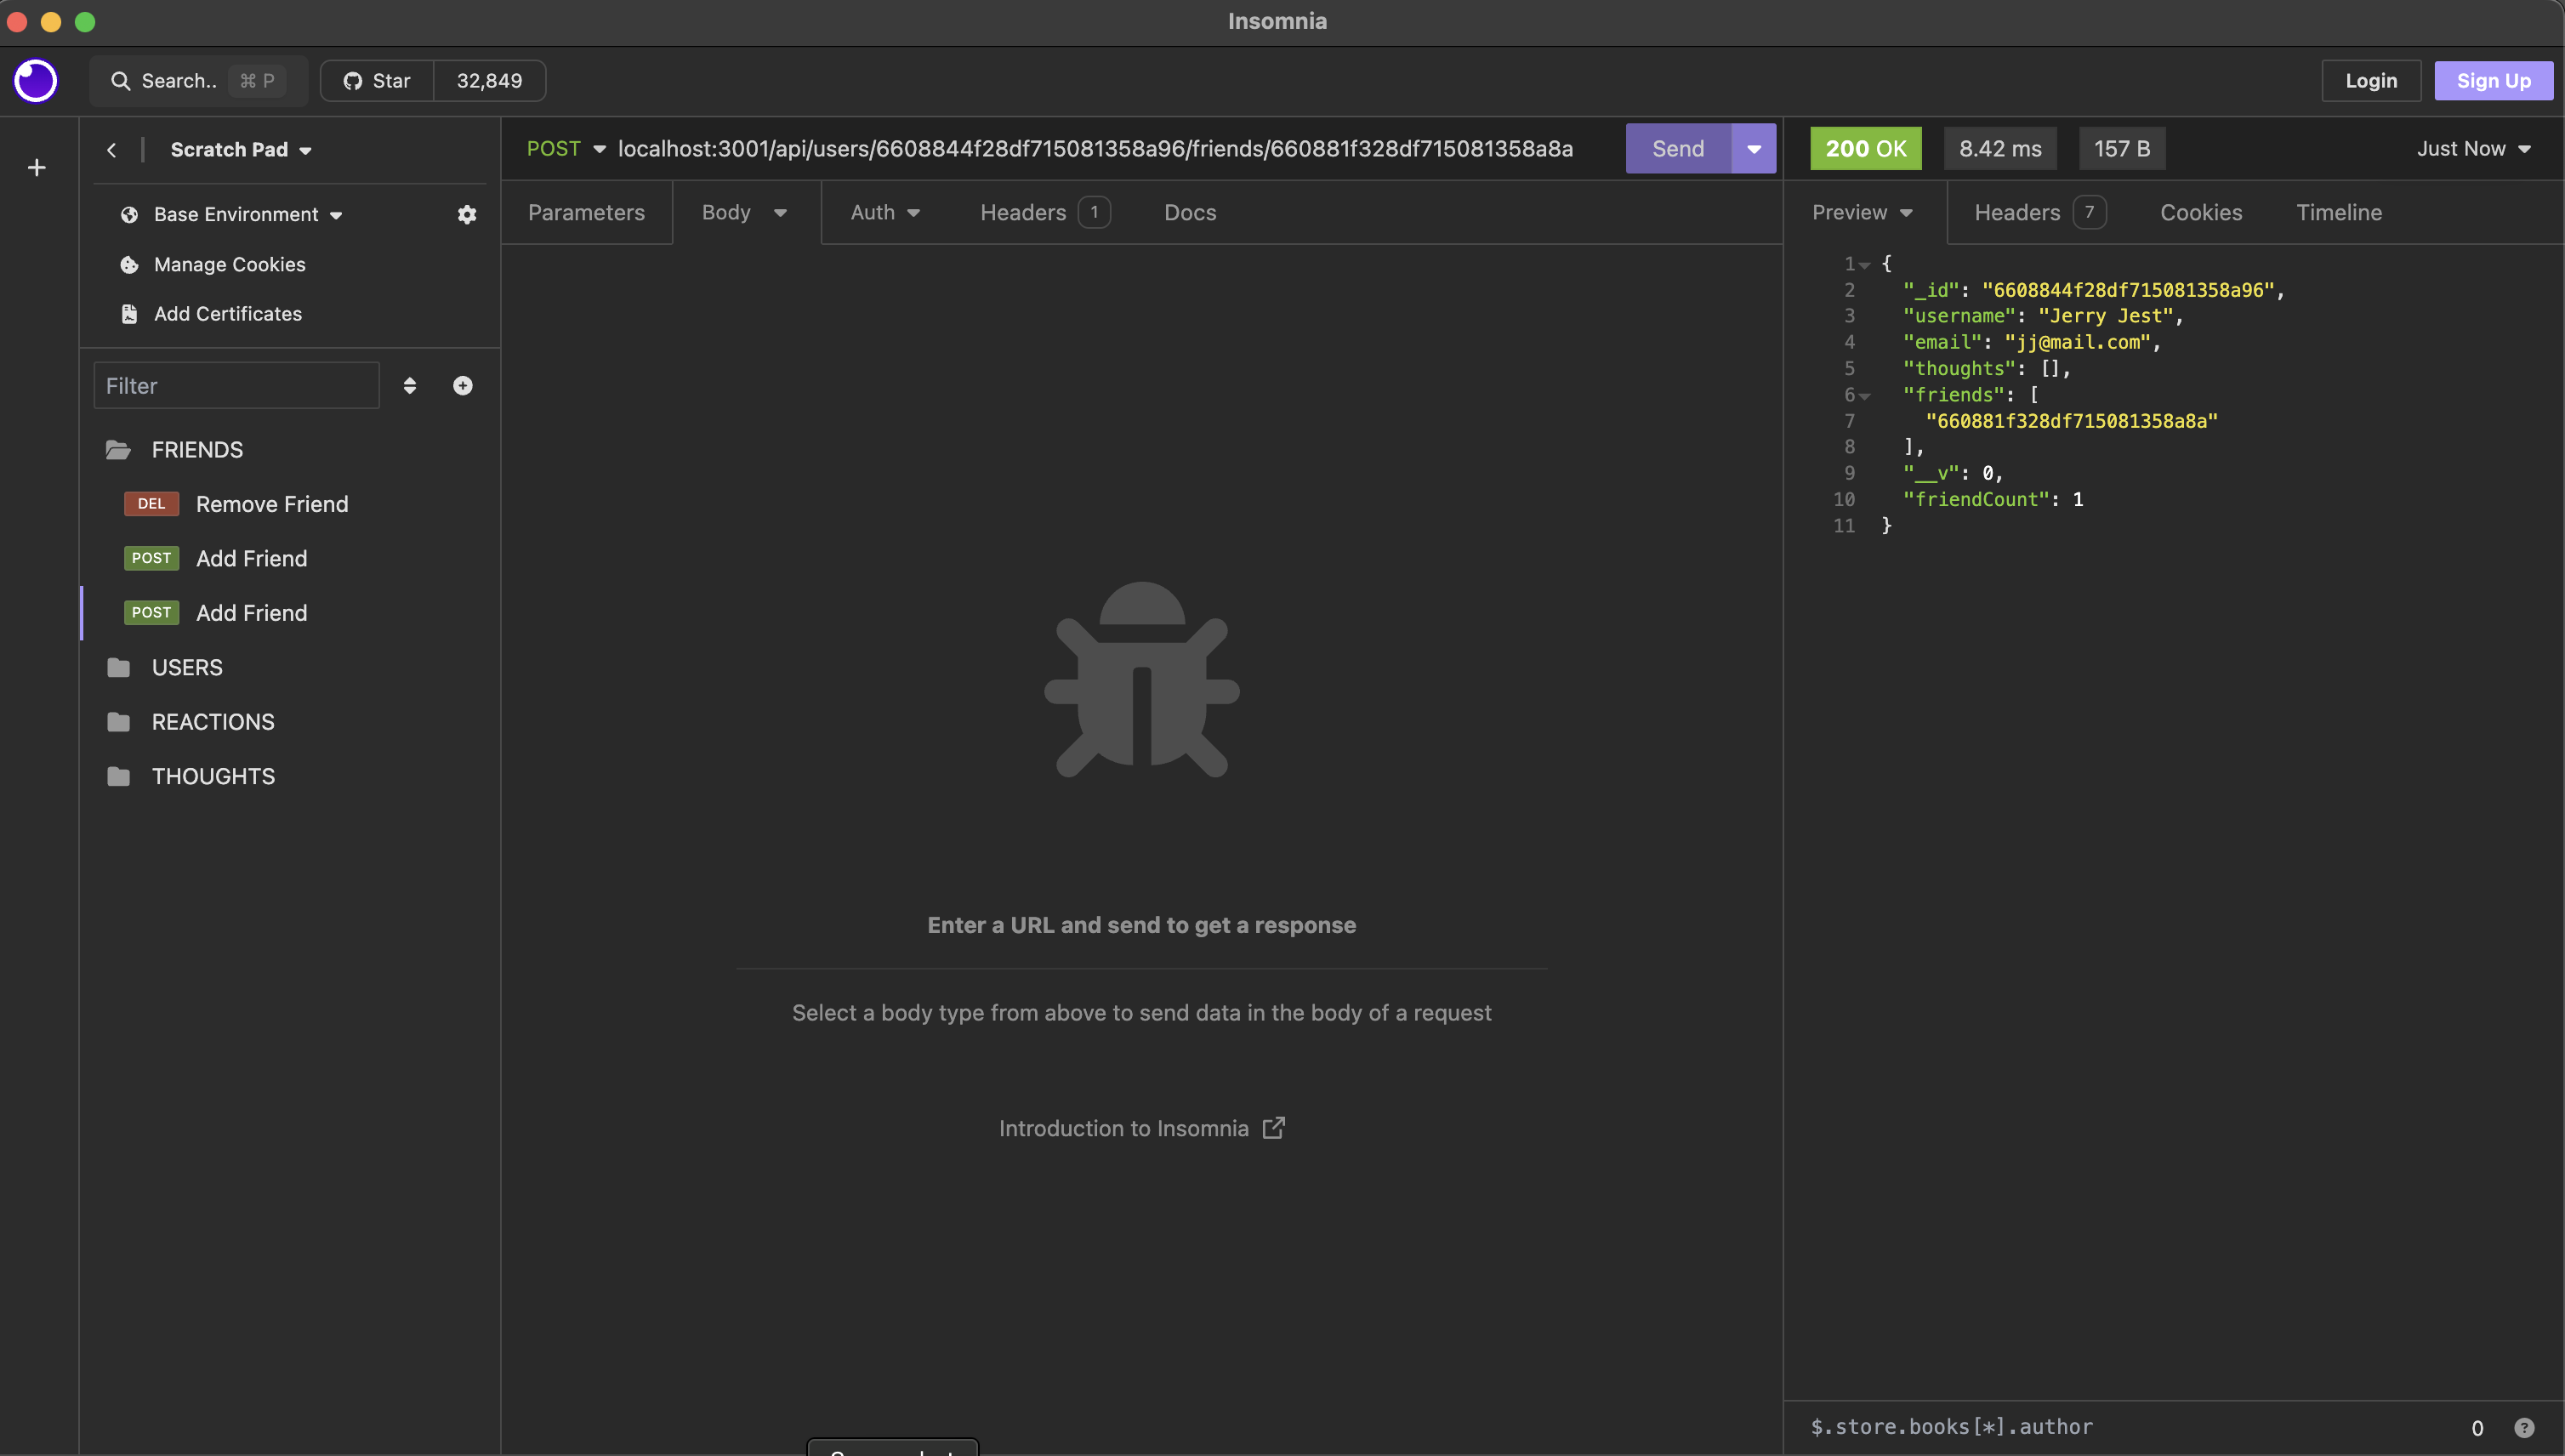 Insomnia
Search.. ⌘ P
Star 32,849
Login
Sign Up
Scratch Pad
Base Environment
Manage Cookies
Add Certificates
Filter
FRIENDS
DEL Remove Friend
POST Add Friend
POST Add Friend
USERS
REACTIONS
THOUGHTS
POST localhost:3001/api/users/6608844f28df715081358a96/friends/660881f328df715081358a8a
Send
Parameters Body Auth Headers 1 Docs
Enter a URL and send to get a response
Select a body type from above to send data in the body of a request
Introduction to Insomnia
200 OK 8.42 ms 157 B Just Now
Preview Headers 7 Cookies Timeline
1 {
2 "_id": "6608844f28df715081358a96",
3 "username": "Jerry Jest",
4 "email": "jj@mail.com",
5 "thoughts": [],
6 "friends": [
7 "660881f328df715081358a8a"
8 ],
9 "__v": 0,
10 "friendCount": 1
11 }
$.store.books[*].author 0 ?